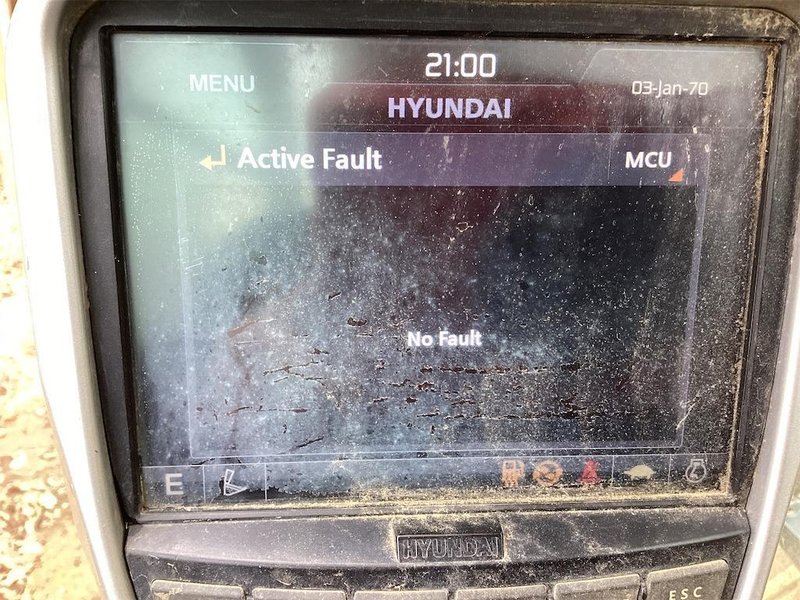 21:00
MENU
03-Jan-70
HYUNDAI
Active Fault
MCU
No Fault
E
HYUNDAI
ESC